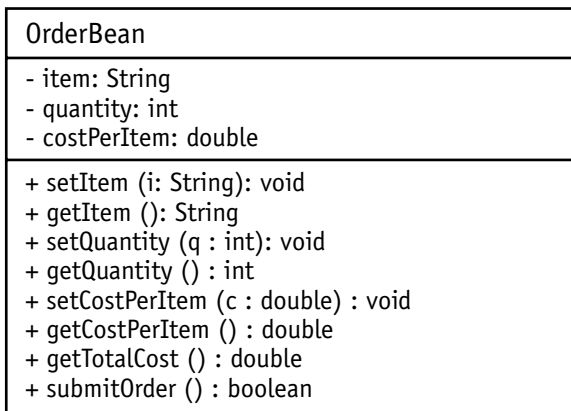 OrderBean
- item: String
- quantity: int
- costPerItem: double
+ setItem (i: String): void
+ getItem (): String
+ setQuantity (q : int): void
+ getQuantity () : int
+ setCostPerItem (c : double) : void
+ getCostPerItem () : double
+ getTotalCost () : double
+ submitOrder () : boolean